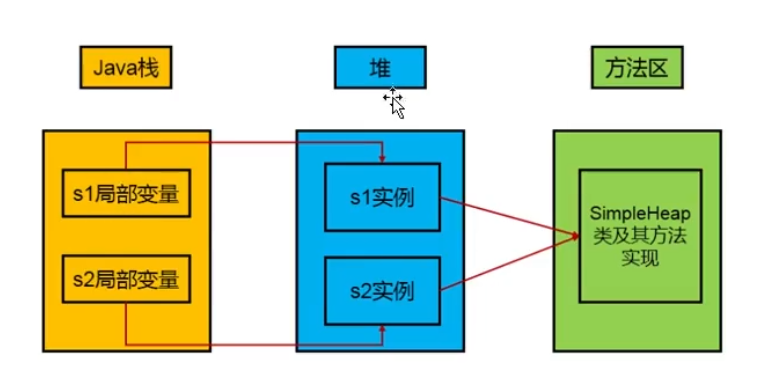 Java栈
堆
方法区
s1局部变量
s1实例
SimpleHeap
类及其方法
实现
s2局部变量
s2实例